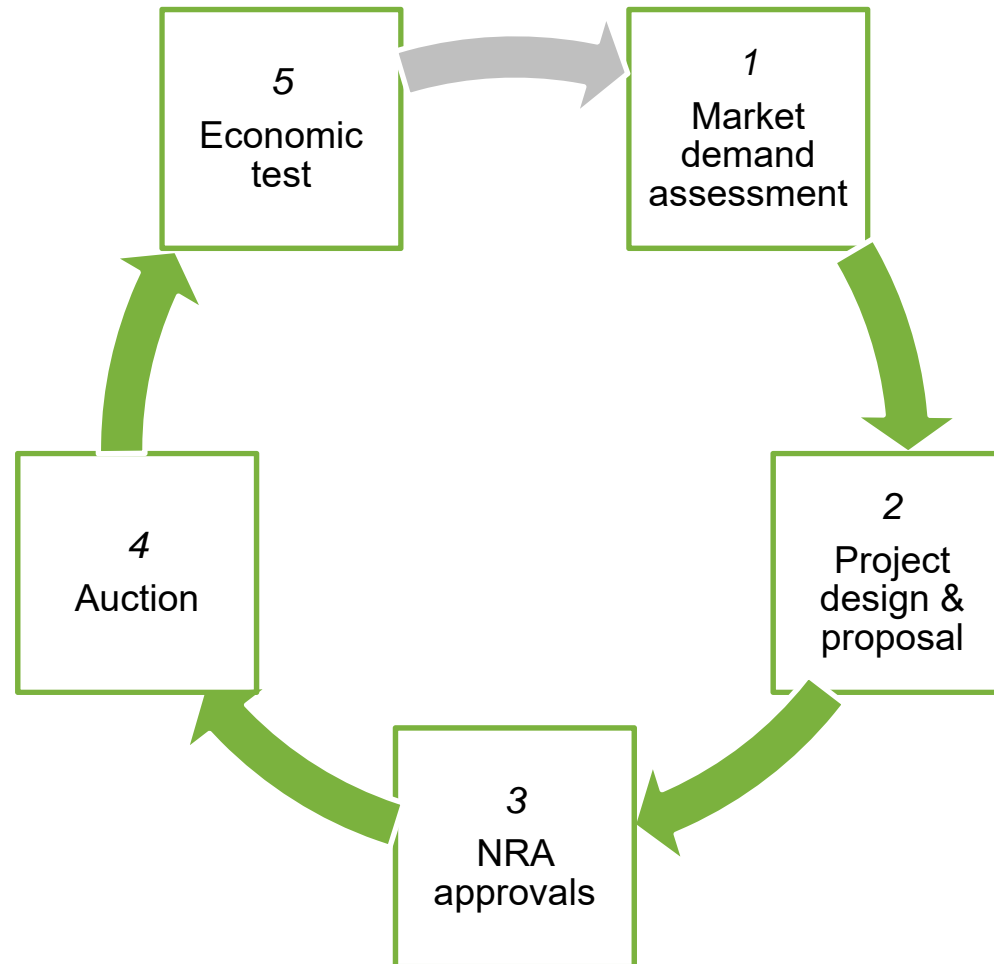 1
Market
demand
assessment
2
Project
design &
proposal
3
NRA
approvals
4
Auction
5
Economic
test